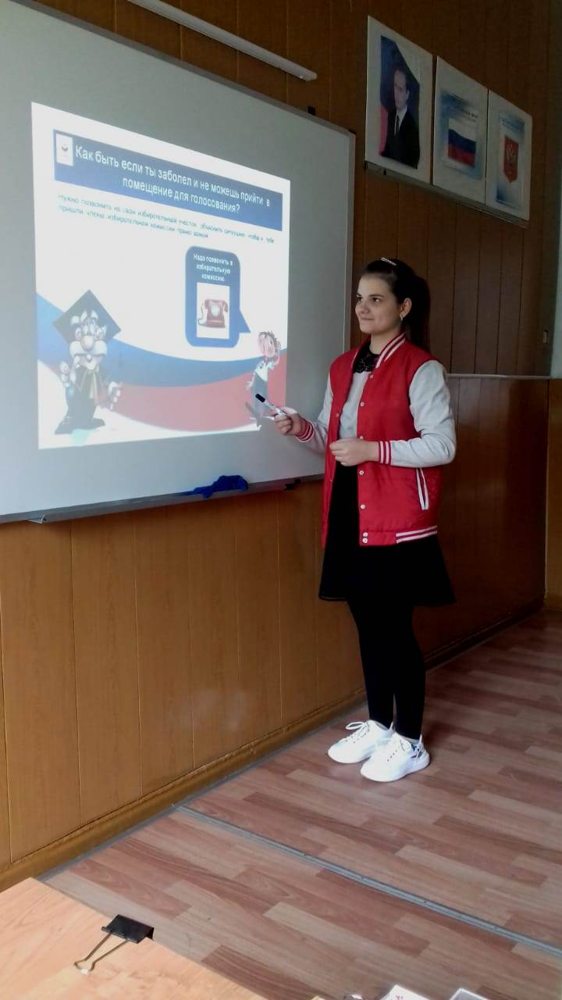 Как быть если ты заболел и не можешь прийти в
помещение для голосования?
Нужно позвонить на свой избирательный участок объяснить ситуацию чтобы к тебе
пришли члены избирательной комиссии прямо домой
Надо позвонить в
избирательную
комиссию